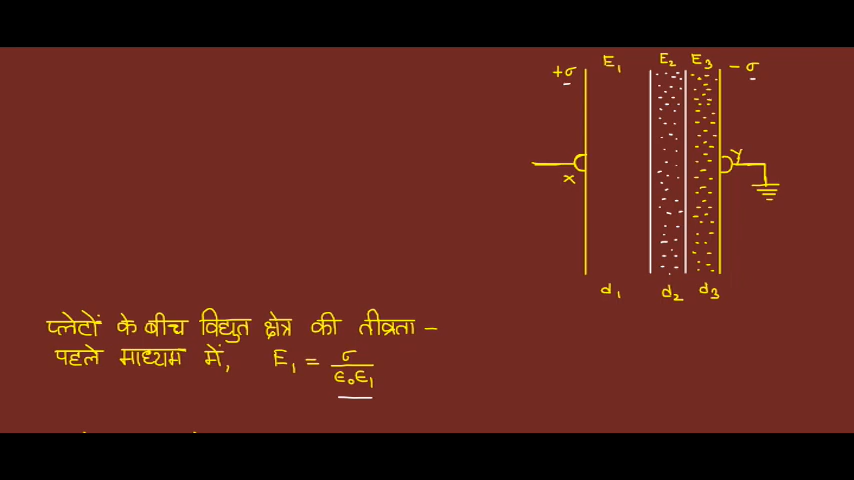 E₁ E₂ E₃
+σ - σ
X Y
d₁ d₂ d₃
प्लेटों के बीच विद्युत क्षेत्र की तीव्रता -
पहले माध्यम में, E₁ = σ / ε₀ε₁